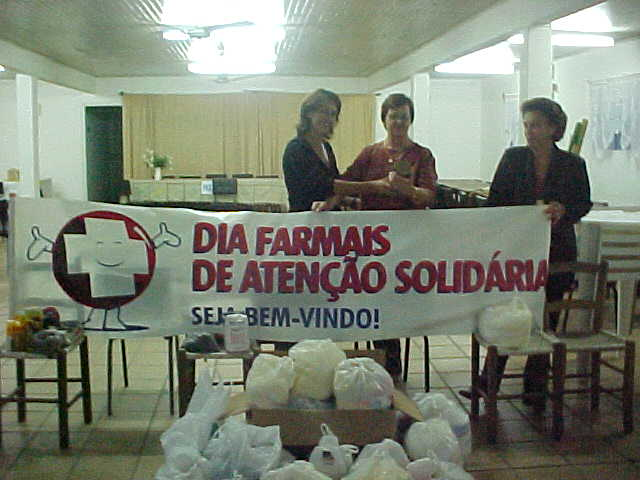 DIA FARMAIS
DE ATENÇÃO SOLIDÁRIA
SEJA BEM-VINDO!